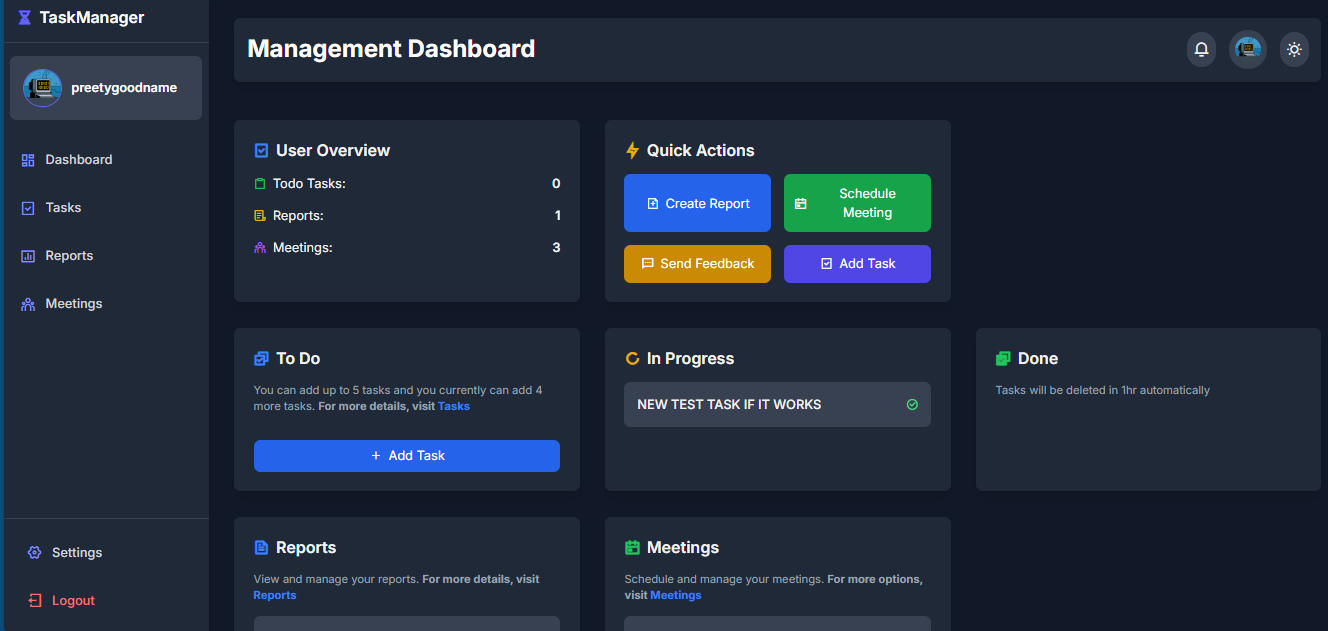 TaskManager
preetygoodname
Dashboard
Tasks
Reports
Meetings
Settings
Logout
Management Dashboard
User Overview
Todo Tasks: 0
Reports: 1
Meetings: 3
Quick Actions
Create Report
Schedule
Meeting
Send Feedback
Add Task
To Do
You can add up to 5 tasks and you currently can add 4
more tasks. For more details, visit Tasks
+ Add Task
In Progress
NEW TEST TASK IF IT WORKS
Done
Tasks will be deleted in 1hr automatically
Reports
View and manage your reports. For more details, visit
Reports
Meetings
Schedule and manage your meetings. For more options,
visit Meetings